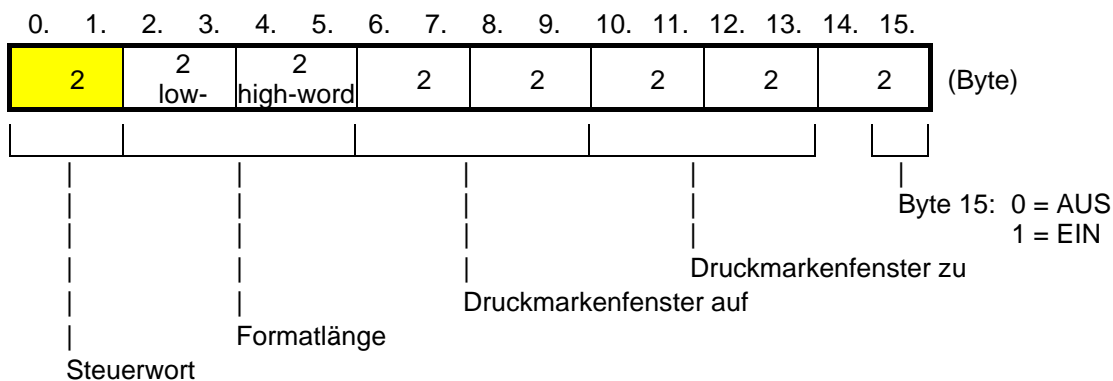 0. 1. 2. 3. 4. 5. 6. 7. 8. 9. 10. 11. 12. 13. 14. 15.
2 2 2 2 2 2 2 2 (Byte)
low- high-word
Byte 15: 0 = AUS
1 = EIN
Druckmarkenfenster zu
Druckmarkenfenster auf
Formatlänge
Steuerwort